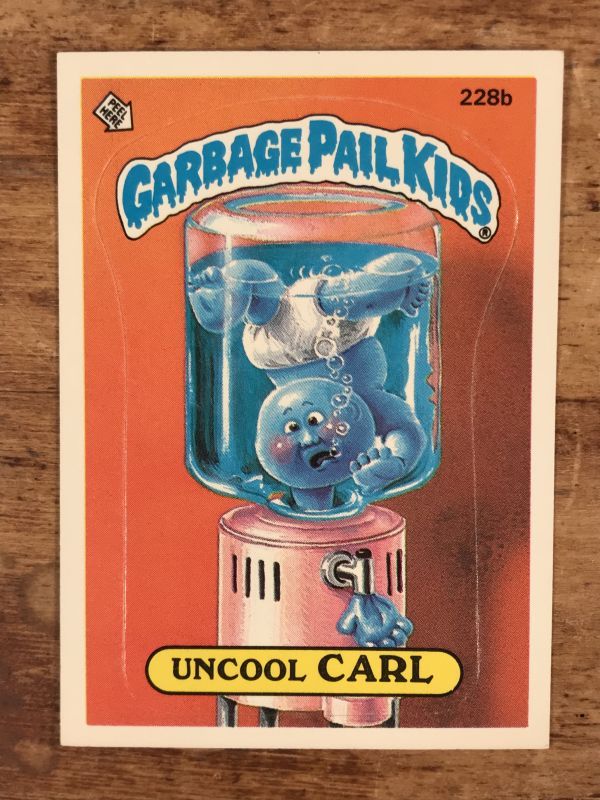 PEEL
HERE
228b
GARBAGE PAIL KIDS®
UNCOOL CARL